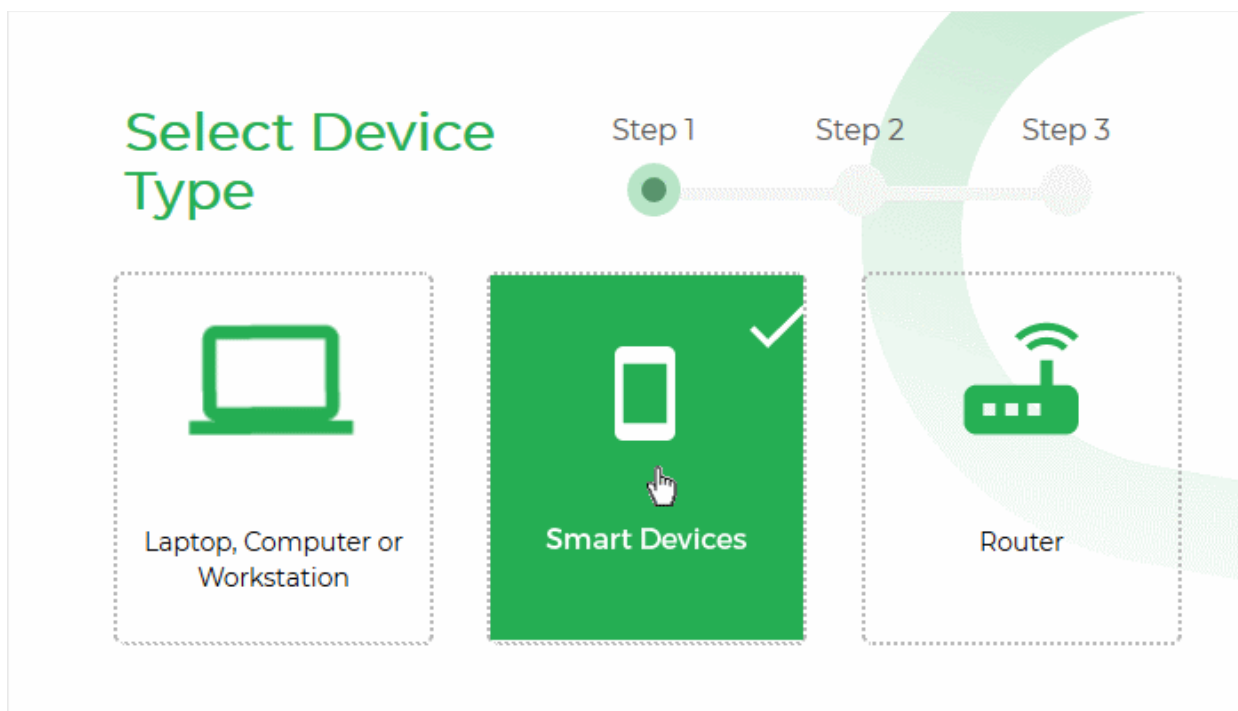 Select Device
Type
Step 1
Step 2
Step 3
Laptop, Computer or
Workstation
Smart Devices
Router